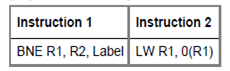 Instruction 1 Instruction 2
BNE R1, R2, Label LW R1, 0(R1)